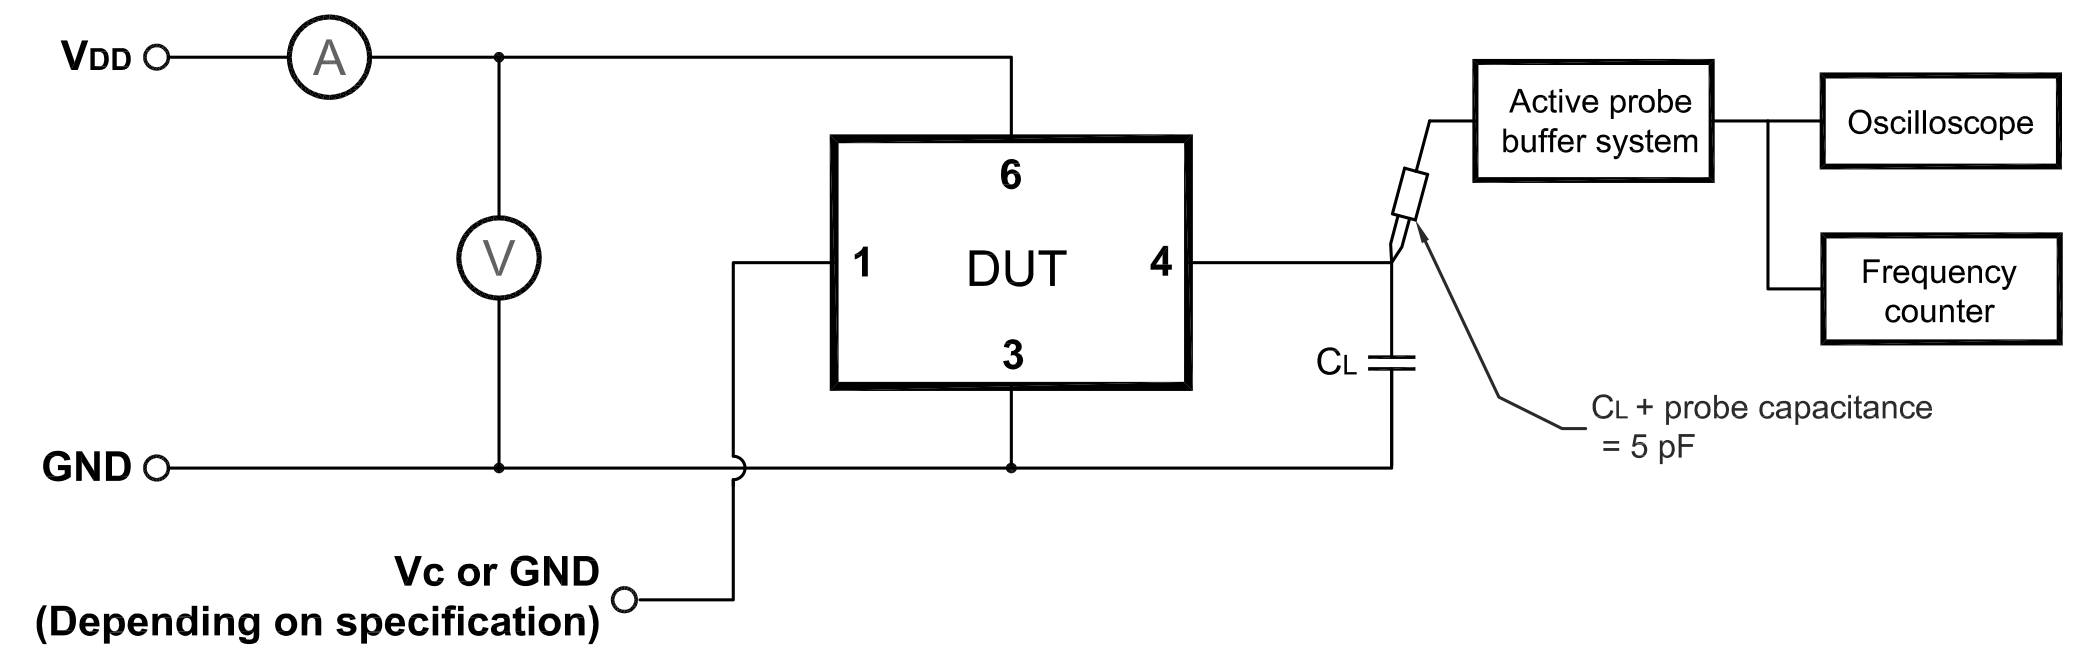 VDD
A
Active probe
buffer system
Oscilloscope
6
V
1
DUT
4
Frequency
counter
3
CL
CL + probe capacitance
= 5 pF
GND
Vc or GND
(Depending on specification)